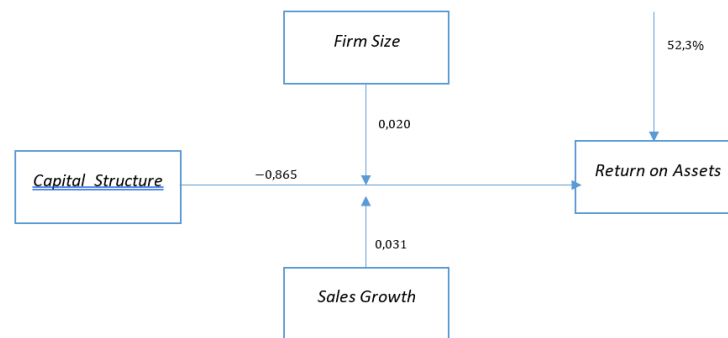 Firm Size
52,3%
0,020
Capital Structure
−0,865
Return on Assets
0,031
Sales Growth